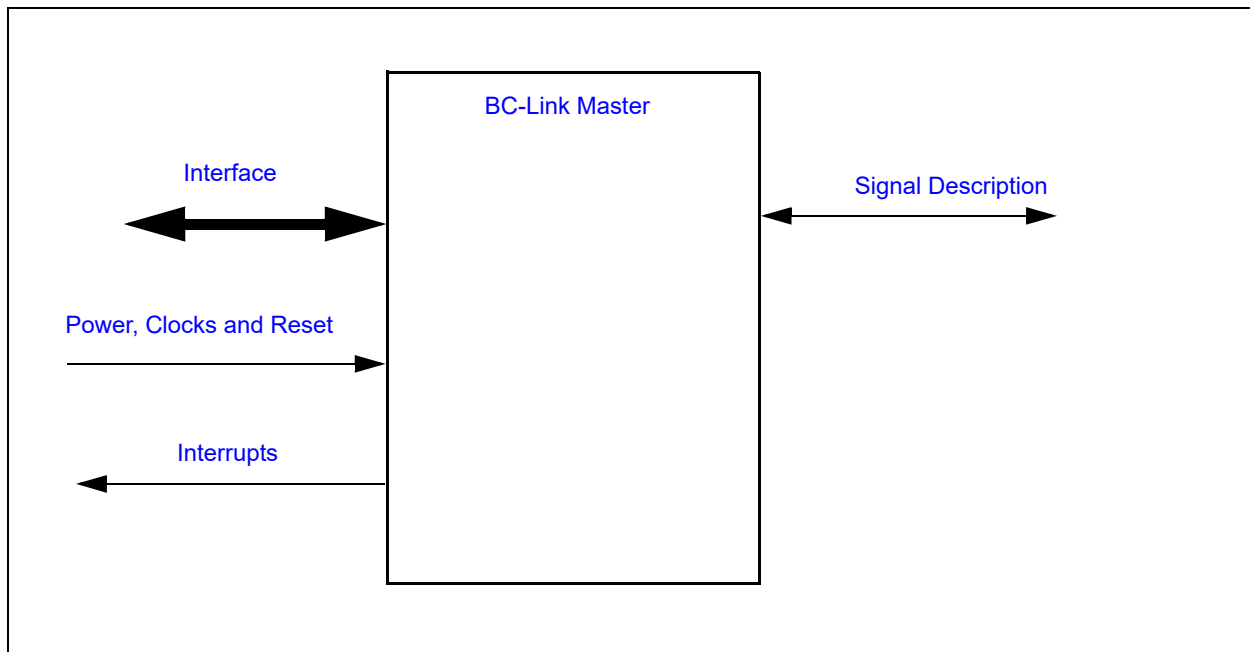 BC-Link Master
Interface
Signal Description
Power, Clocks and Reset
Interrupts